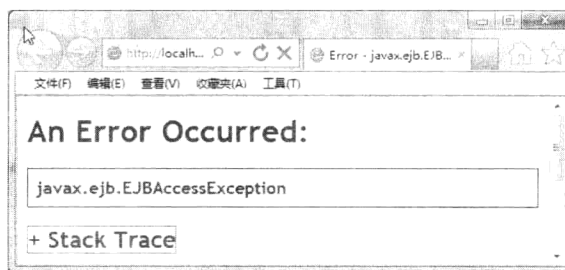 http://localh...
Error - javax.ejb.EJB...
文件(F) 编辑(E) 查看(V) 收藏夹(A) 工具(T)
An Error Occurred:
javax.ejb.EJBAccessException
+ Stack Trace